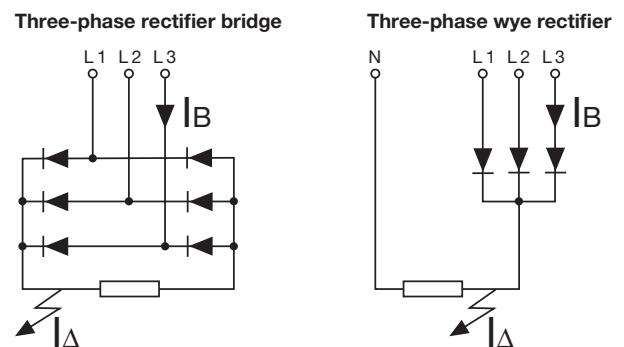 Three-phase rectifier bridge
L1 L2 L3
IB
IΔ
Three-phase wye rectifier
N L1 L2 L3
IB
IΔ